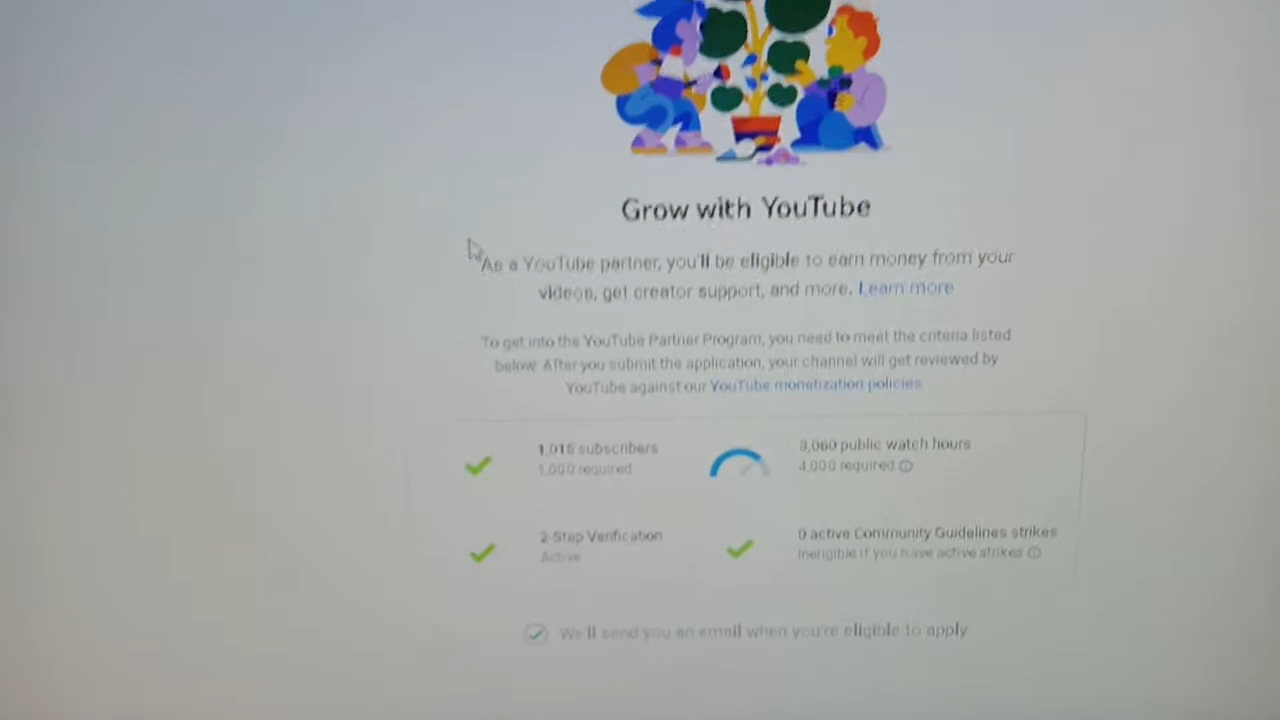 Grow with YouTube
As a YouTube partner, you'll be eligible to earn money from your
videos, get creator support, and more. Learn more
To get into the YouTube Partner Program, you need to meet the criteria listed
below. After you submit the application, your channel will get reviewed by
YouTube against our YouTube monetization policies.
1,015 subscribers
1,000 required
public watch hours
4,000 required
2-Step Verification
Active
0 active Community Guidelines strikes
Ineligible if you have active strikes
We'll send you an email when you're eligible to apply